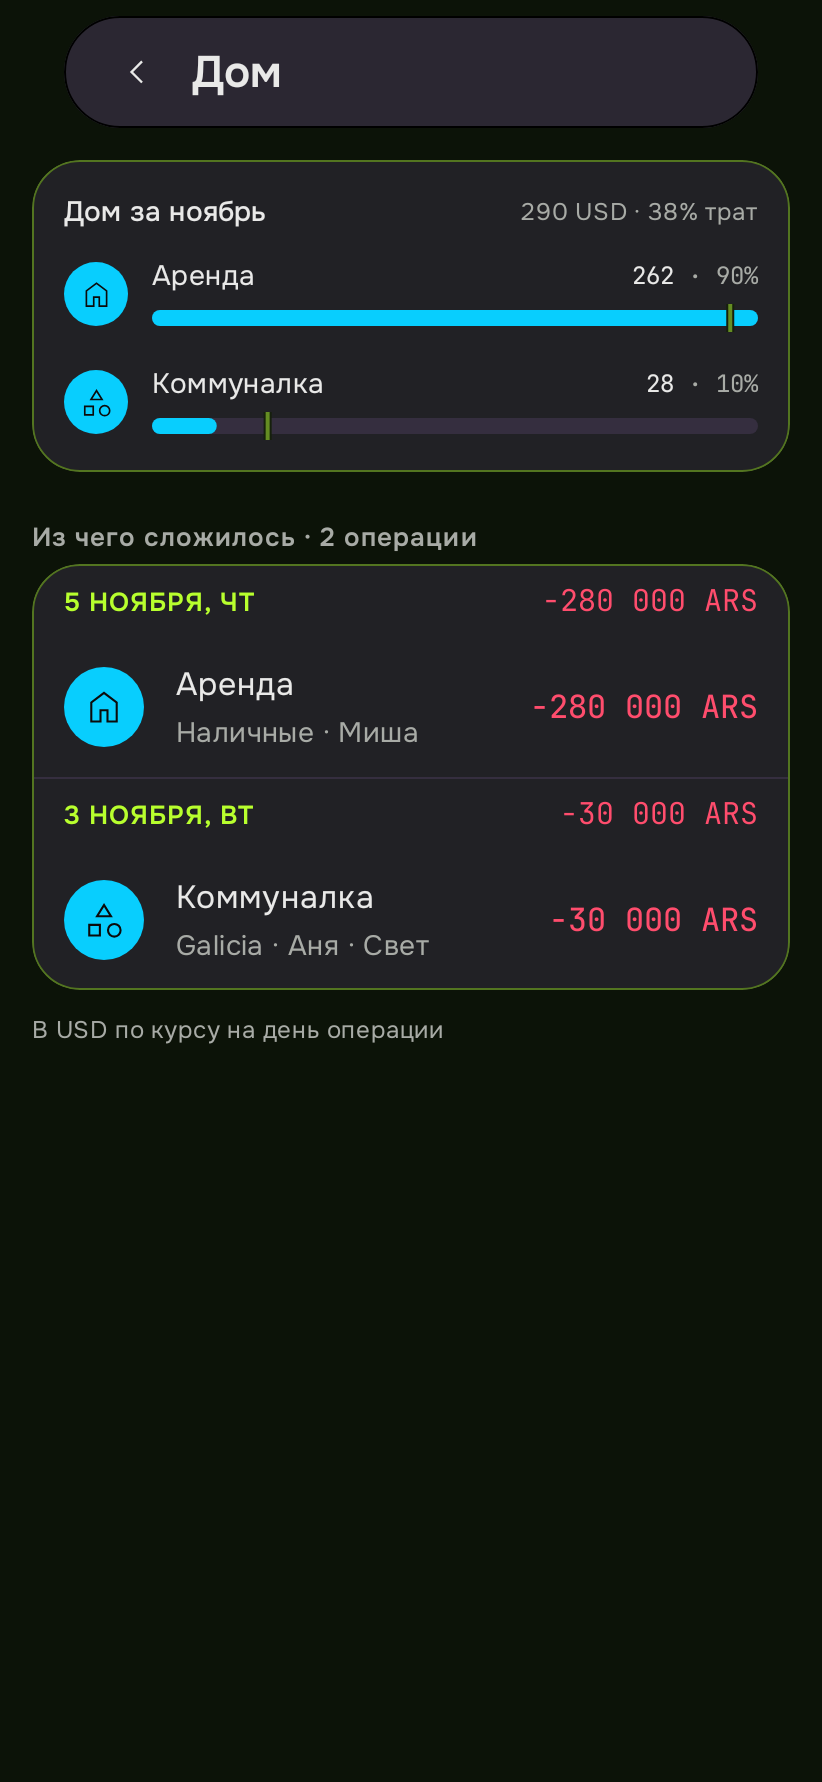 Дом
Дом за ноябрь 290 USD · 38% трат
Аренда 262 · 90%
Коммуналка 28 · 10%
Из чего сложилось · 2 операции
5 НОЯБРЯ, ЧТ -280 000 ARS
Аренда -280 000 ARS
Наличные · Миша
3 НОЯБРЯ, ВТ -30 000 ARS
Коммуналка -30 000 ARS
Galicia · Аня · Свет
В USD по курсу на день операции